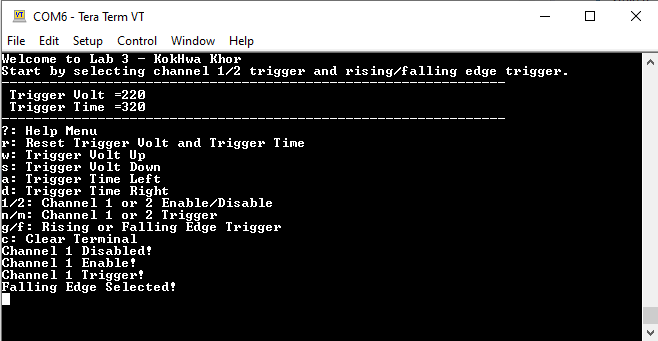 COM6 - Tera Term VT
File Edit Setup Control Window Help
Welcome to Lab 3 - KokHwa Khor
Start by selecting channel 1/2 trigger and rising/falling edge trigger.
----------------------------------------------------------------
Trigger Volt =220
Trigger Time =320
----------------------------------------------------------------
?: Help Menu
r: Reset Trigger Volt and Trigger Time
w: Trigger Volt Up
s: Trigger Volt Down
a: Trigger Time Left
d: Trigger Time Right
1/2: Channel 1 or 2 Enable/Disable
n/m: Channel 1 or 2 Trigger
g/f: Rising or Falling Edge Trigger
c: Clear Terminal
Channel 1 Disabled!
Channel 1 Enable!
Channel 1 Trigger!
Falling Edge Selected!